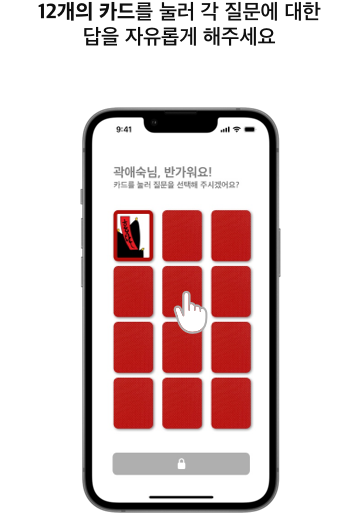 12개의 카드를 눌러 각 질문에 대한
답을 자유롭게 해주세요
9:41
곽애숙님, 반가워요!
카드를 눌러 질문을 선택해 주시겠어요?